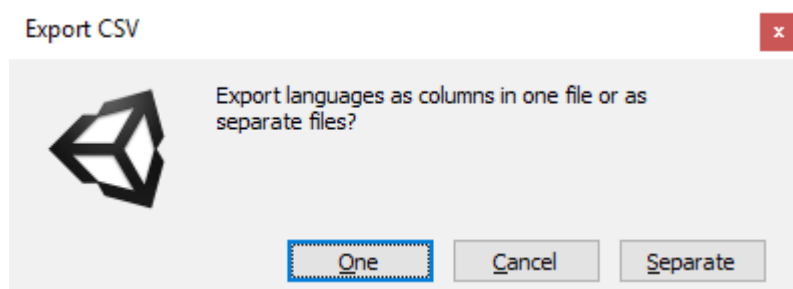 Export CSV
x
Export languages as columns in one file or as
separate files?
One Cancel Separate